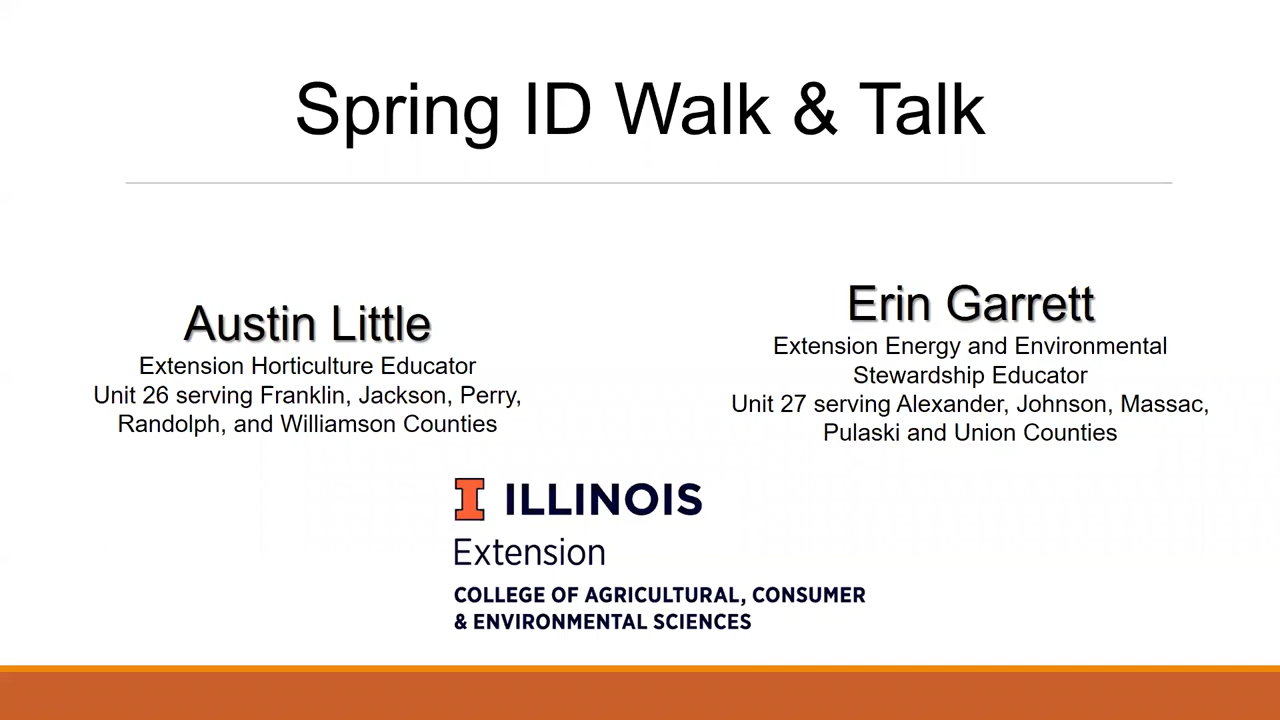 Spring ID Walk & Talk
Austin Little
Extension Horticulture Educator
Unit 26 serving Franklin, Jackson, Perry,
Randolph, and Williamson Counties
Erin Garrett
Extension Energy and Environmental
Stewardship Educator
Unit 27 serving Alexander, Johnson, Massac,
Pulaski and Union Counties
I ILLINOIS
Extension
COLLEGE OF AGRICULTURAL, CONSUMER
& ENVIRONMENTAL SCIENCES